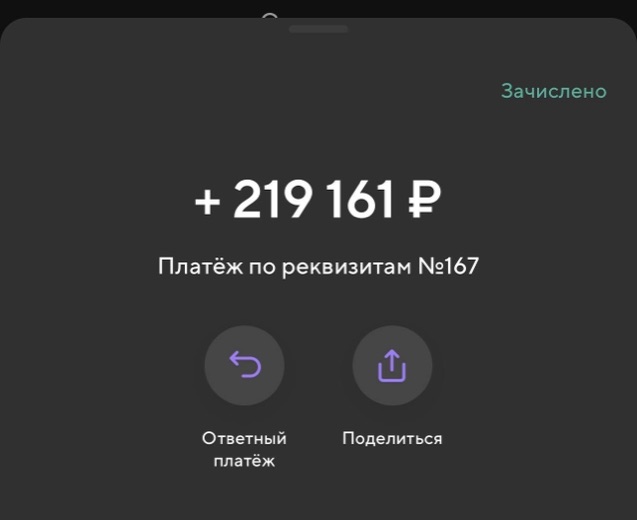 Зачислено
+ 219 161 ₽
Платёж по реквизитам №167
Ответный
платёж
Поделиться